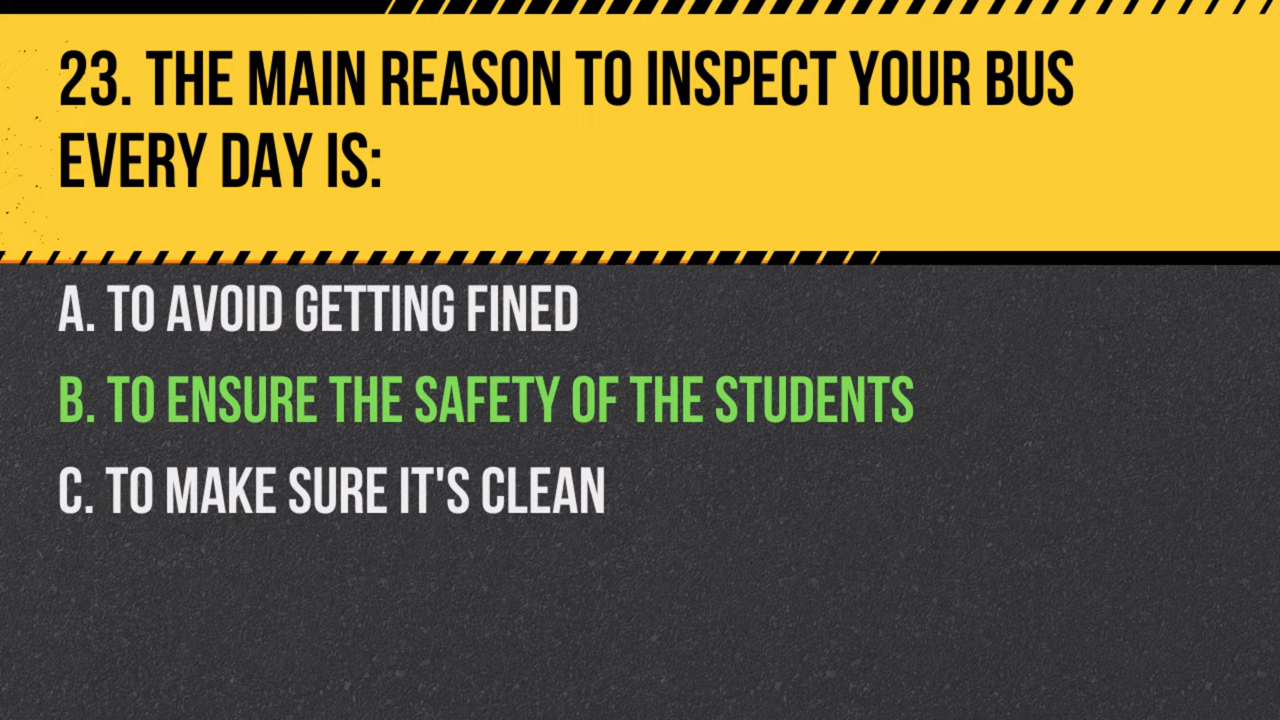 23. THE MAIN REASON TO INSPECT YOUR BUS
EVERY DAY IS:
A. TO AVOID GETTING FINED
B. TO ENSURE THE SAFETY OF THE STUDENTS
C. TO MAKE SURE IT'S CLEAN